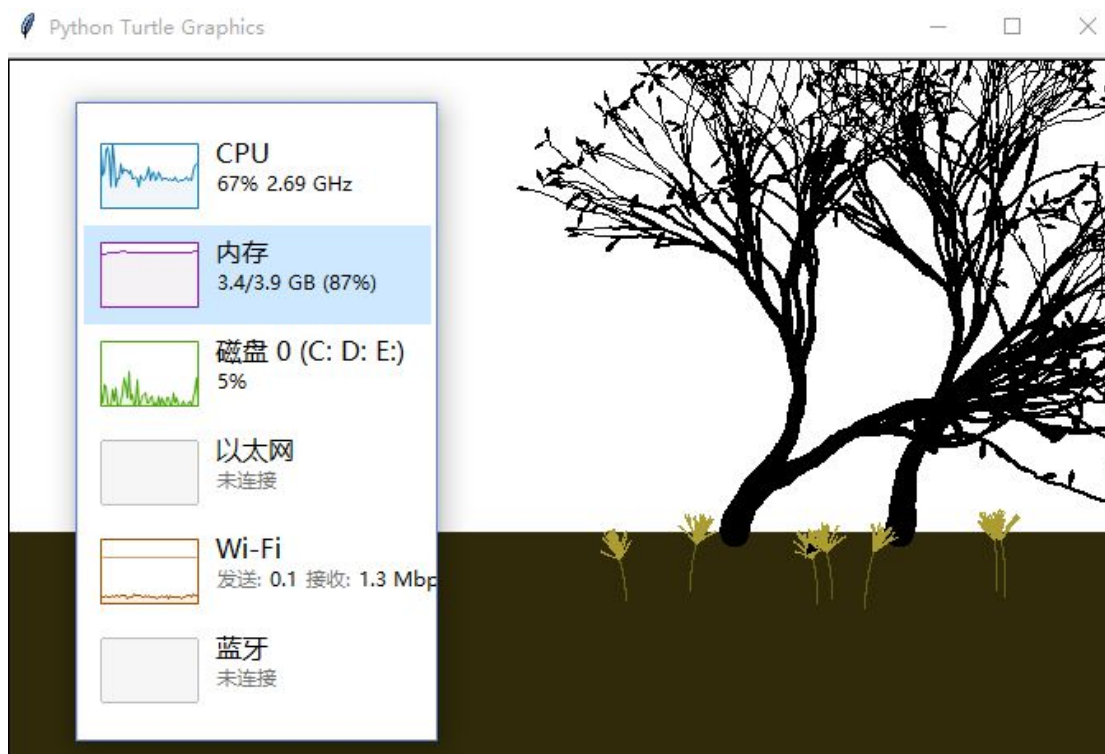 Python Turtle Graphics
CPU
67% 2.69 GHz
内存
3.4/3.9 GB (87%)
磁盘 0 (C: D: E:)
5%
以太网
未连接
Wi-Fi
发送: 0.1 接收: 1.3 Mbp
蓝牙
未连接